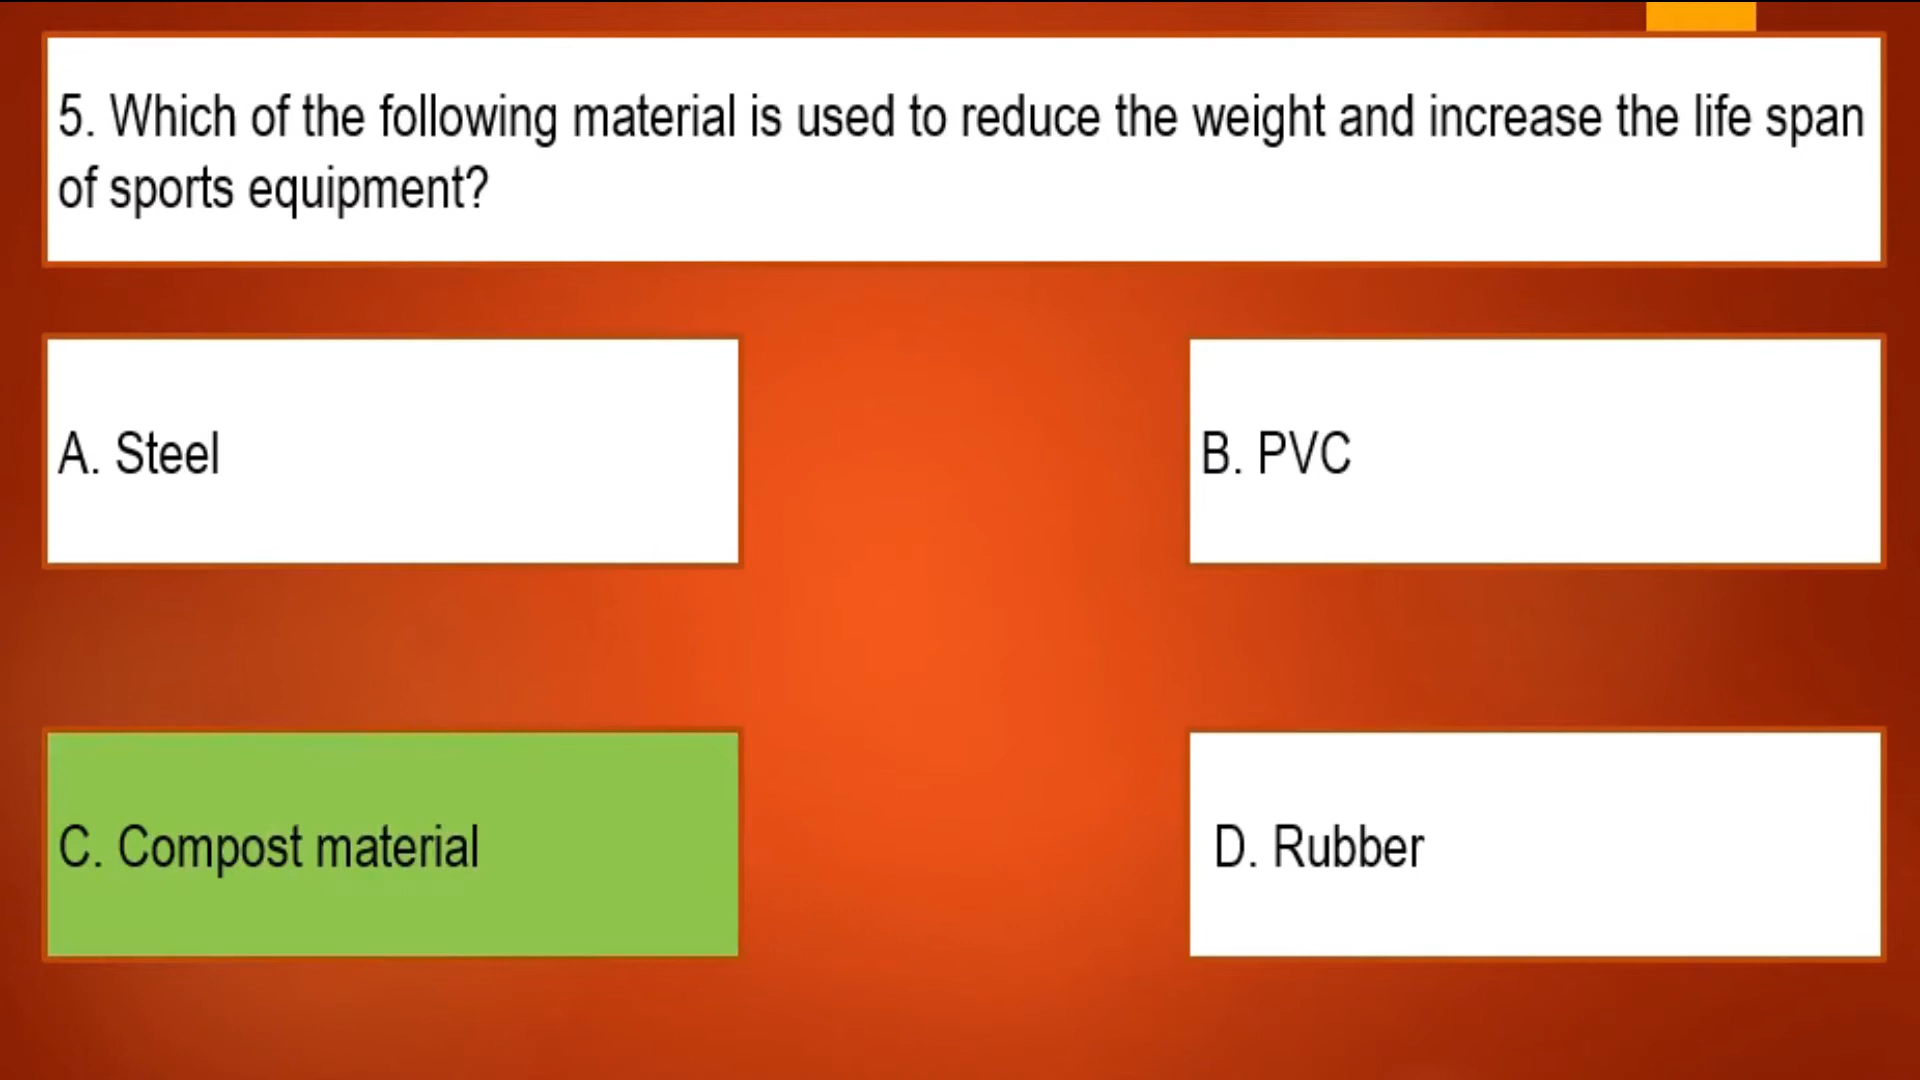 5. Which of the following material is used to reduce the weight and increase the life span
of sports equipment?
A. Steel
B. PVC
C. Compost material
D. Rubber